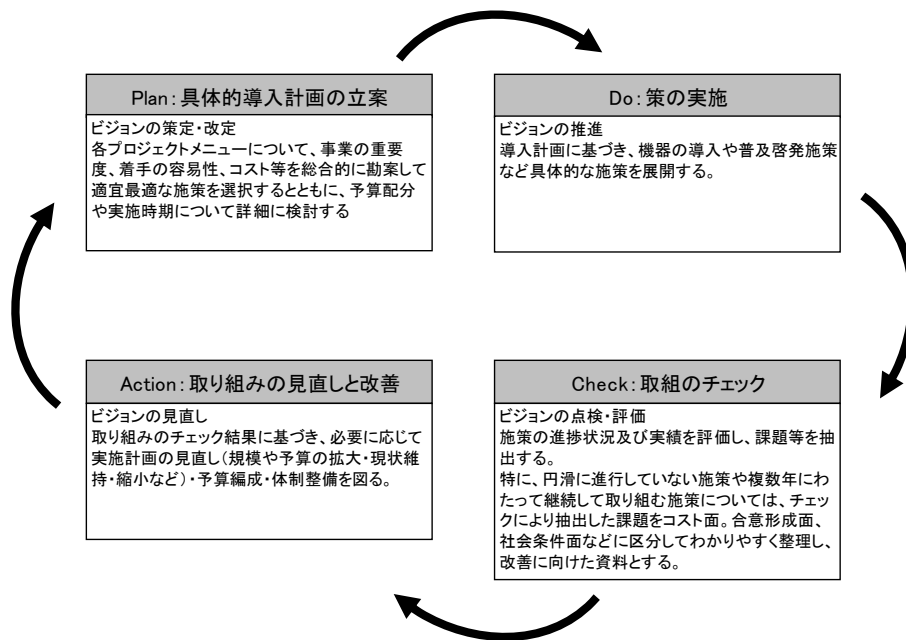 Plan:具体的導入計画の立案
ビジョンの策定・改定
各プロジェクトメニューについて、事業の重要
度、着手の容易性、コスト等を総合的に勘案して
適宜最適な施策を選択するとともに、予算配分
や実施時期について詳細に検討する
Do:策の実施
ビジョンの推進
導入計画に基づき、機器の導入や普及啓発施策
など具体的な施策を展開する。
Check:取組のチェック
ビジョンの点検・評価
施策の進捗状況及び実績を評価し、課題等を抽
出する。
特に、円滑に進行していない施策や複数年にわ
たって継続して取り組む施策については、チェッ
クにより抽出した課題をコスト面。合意形成面、
社会条件面などに区分してわかりやすく整理し、
改善に向けた資料とする。
Action:取り組みの見直しと改善
ビジョンの見直し
取り組みのチェック結果に基づき、必要に応じて
実施計画の見直し(規模や予算の拡大・現状維
持・縮小など)・予算編成・体制整備を図る。